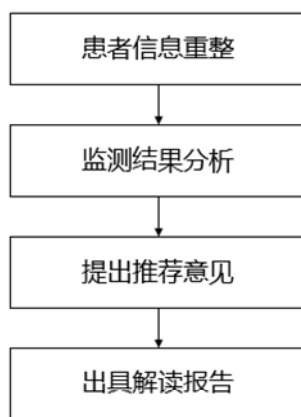 患者信息重整
监测结果分析
提出推荐意见
出具解读报告